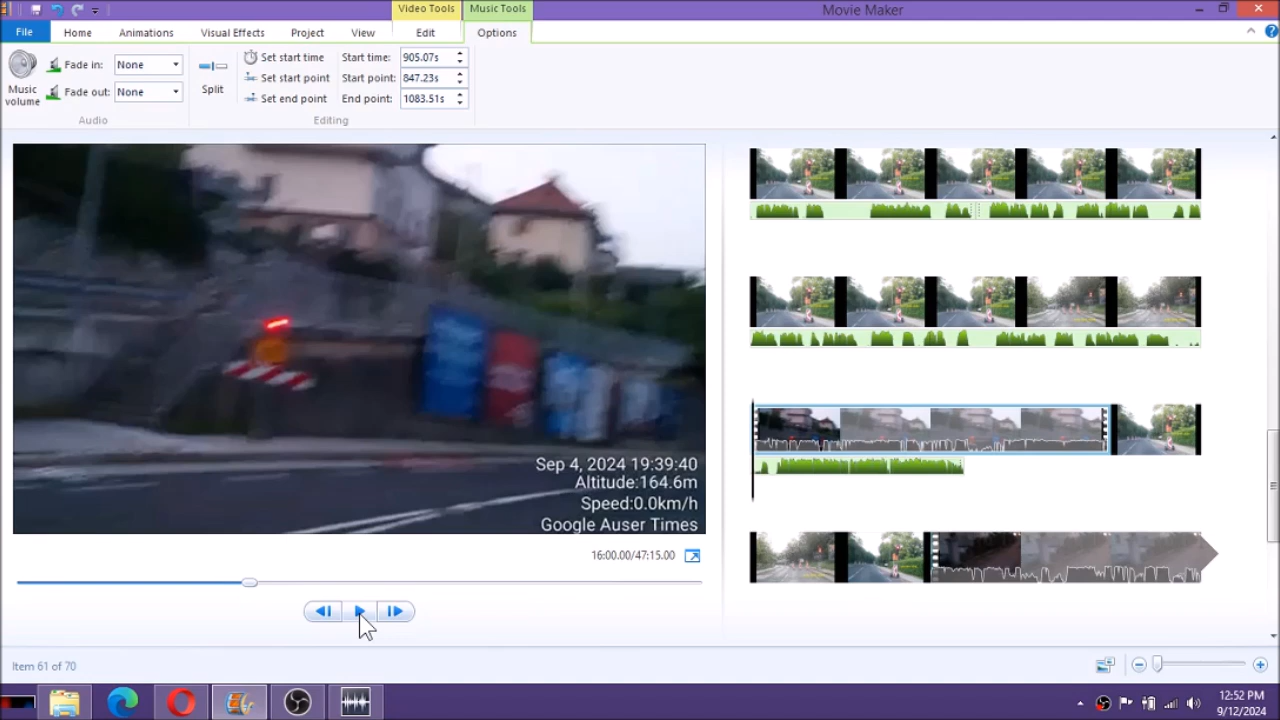 Video Tools
Music Tools
Movie Maker
File
Home
Animations
Visual Effects
Project
View
Edit
Options
Music volume
Fade in:
None
Fade out:
None
Split
Set start time
Set start point
Set end point
Start time:
905.07s
Start point:
847.23s
End point:
1083.51s
Audio
Editing
Sep 4, 2024 19:39:40
Altitude:164.6m
Speed:0.0km/h
Google Auser Times
16:00.00/47:15.00
Item 61 of 70
12:52 PM
9/12/2024